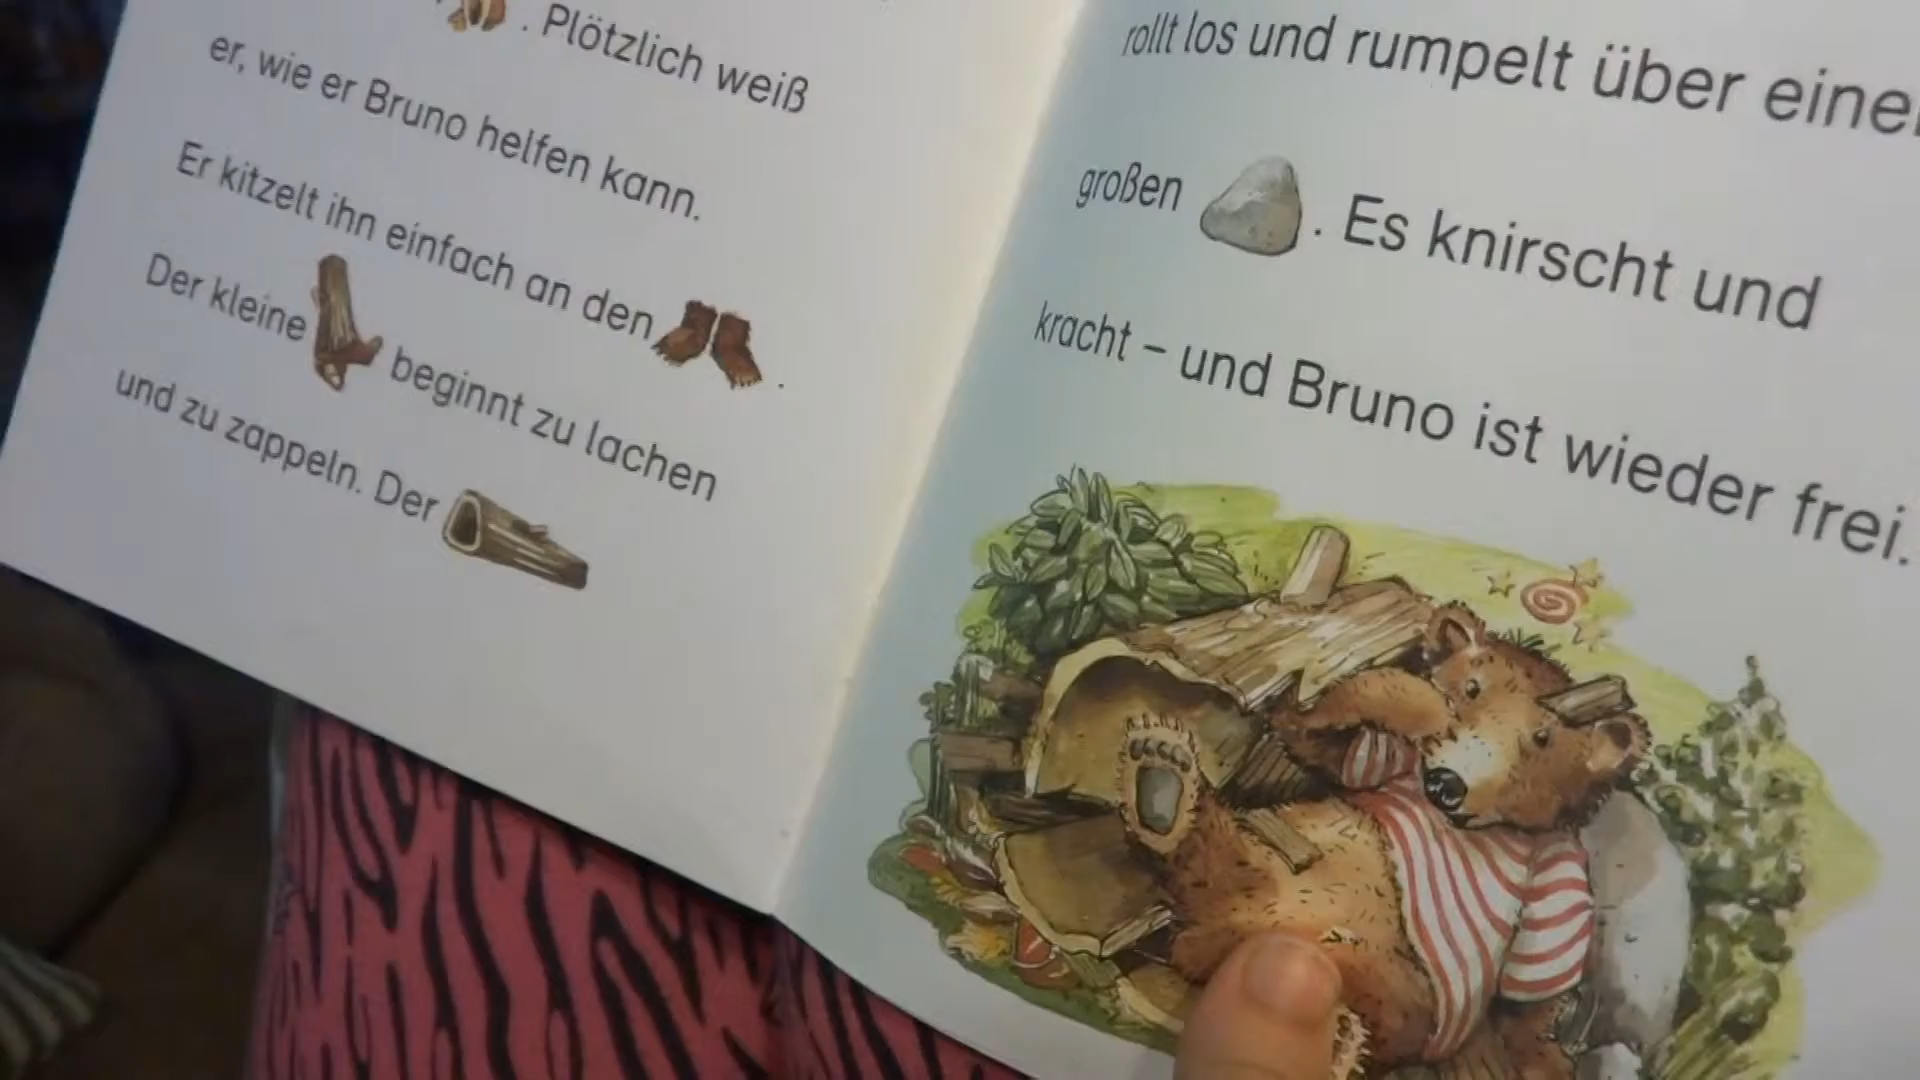 . Plötzlich weiß
er, wie er Bruno helfen kann.
Er kitzelt ihn einfach an den .
Der kleine beginnt zu lachen
und zu zappeln. Der
rollt los und rumpelt über einen
großen . Es knirscht und
kracht – und Bruno ist wieder frei.